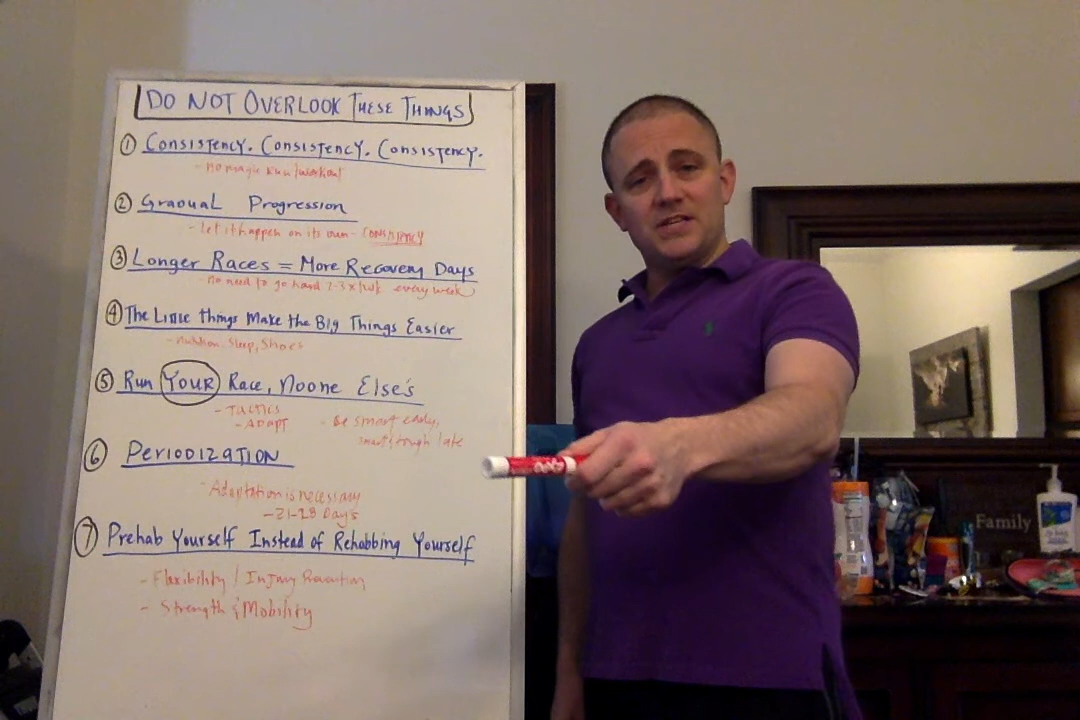 DO NOT OVERLOOK THESE THINGS
① CONSISTENCY. CONSISTENCY. CONSISTENCY.
- No magic run/workout
② GRADUAL PROGRESSION
- Let it happen on its own - CONSISTENCY
③ LONGER RACES = MORE RECOVERY DAYS
- No need to go hard 2-3x/wk every week
④ THE LITTLE THINGS MAKE THE BIG THINGS EASIER
- Nutrition, Sleep, Shoes
⑤ RUN YOUR RACE, NOONE ELSE'S
- TACTICS
- ADAPT
- Be smart early,
smart/tough late
⑥ PERIODIZATION
- Adaptation is necessary
- 21-28 Days
⑦ PREHAB YOURSELF INSTEAD OF REHABBING YOURSELF
- Flexibility / Injury Prevention
- Strength & Mobility
EXPO
Family